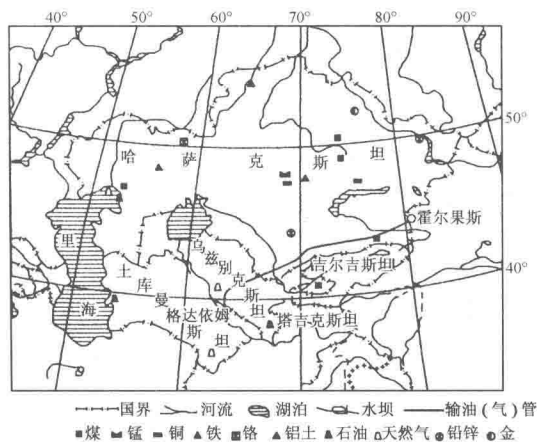 40° 50° 60° 70° 80° 90°
50°
哈 萨 克 斯 坦
霍尔果斯
里
海
乌兹别克斯坦
吉尔吉斯坦
40°
土库曼斯坦
格达依姆
塔吉克斯坦
国界 河流 湖泊 水坝 输油(气)管
煤 锰 铜 铁 铬 铝土 石油 天然气 铅锌 金